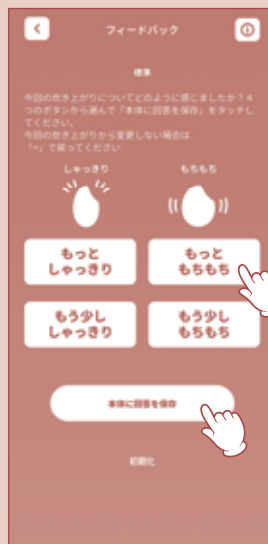 フィードバック
標準
今回の炊き上がりについてどのように感じましたか？4
つのボタンから選んで「本体に回答を保存」をタッチし
てください。
今回の炊き上がりから変更しない場合は
「<」で戻ってください
しゃっきり
もちもち
もっと
しゃっきり
もっと
もちもち
もう少し
しゃっきり
もう少し
もちもち
本体に回答を保存
初期化